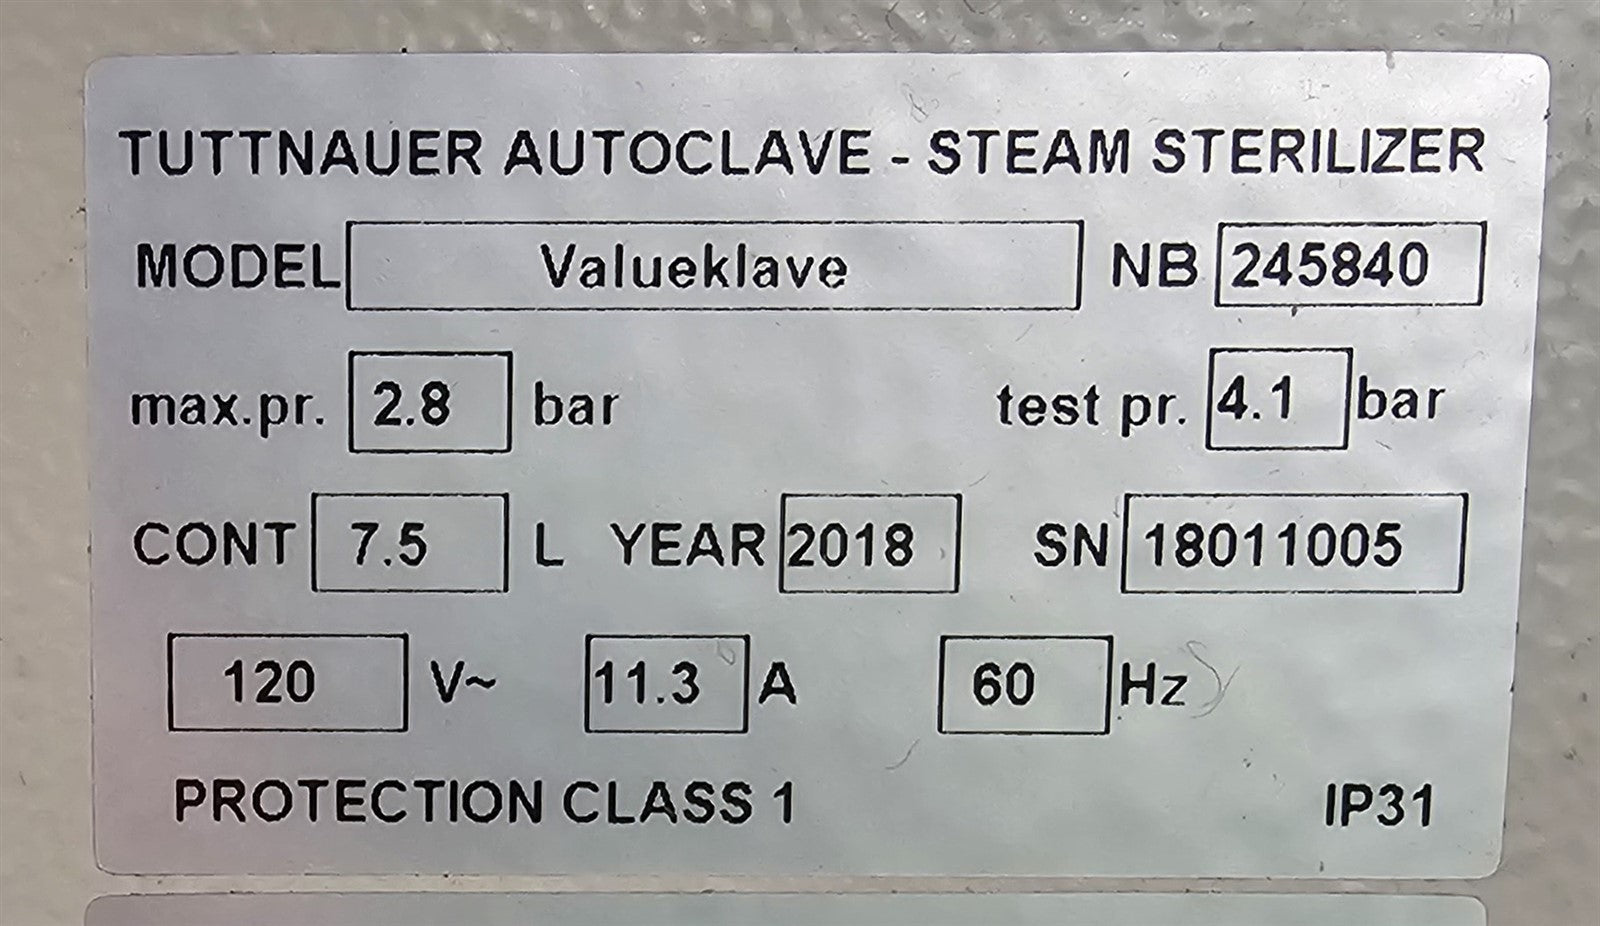 TUTTNAUER AUTOCLAVE - STEAM STERILIZER
MODEL Valueklave NB 245840
max.pr. 2.8 bar test pr. 4.1 bar
CONT 7.5 L YEAR 2018 SN 18011005
120 V~ 11.3 A 60 Hz
PROTECTION CLASS 1 IP31